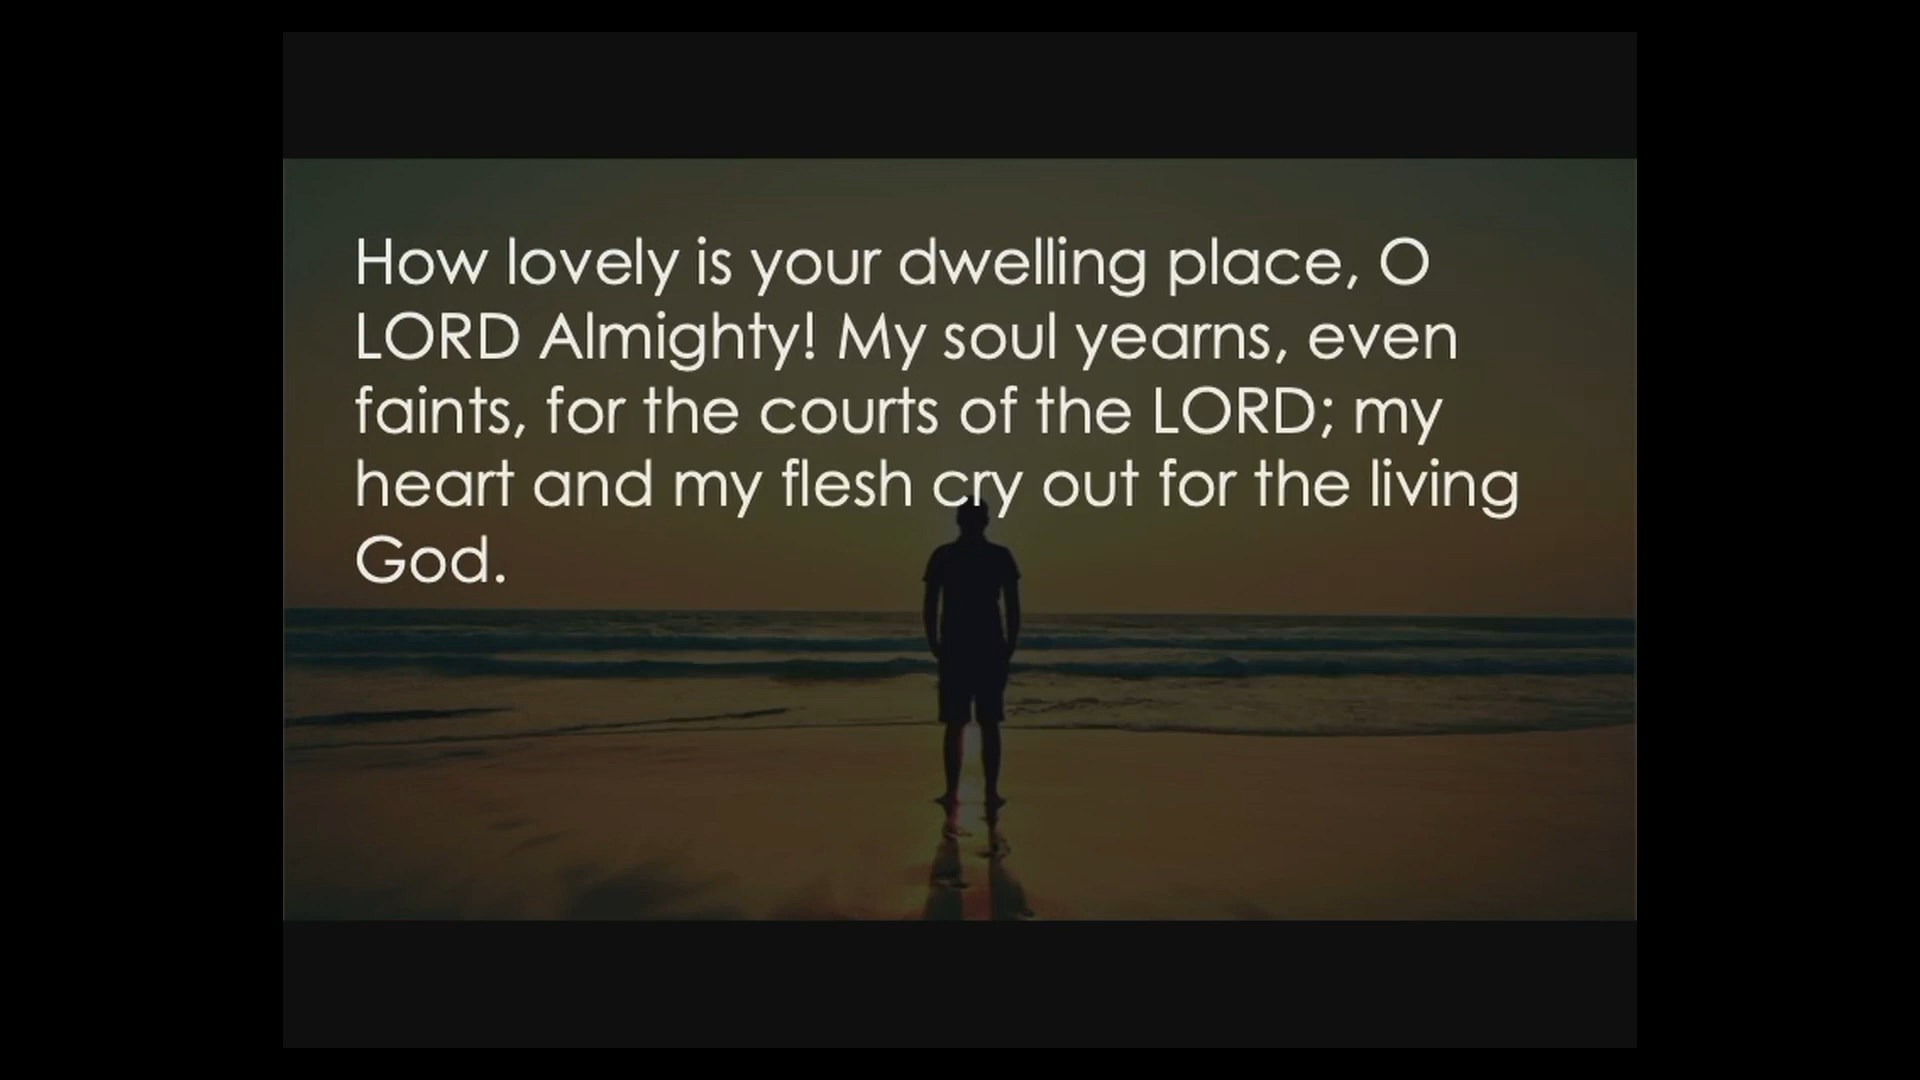 How lovely is your dwelling place, O
LORD Almighty! My soul yearns, even
faints, for the courts of the LORD; my
heart and my flesh cry out for the living
God.